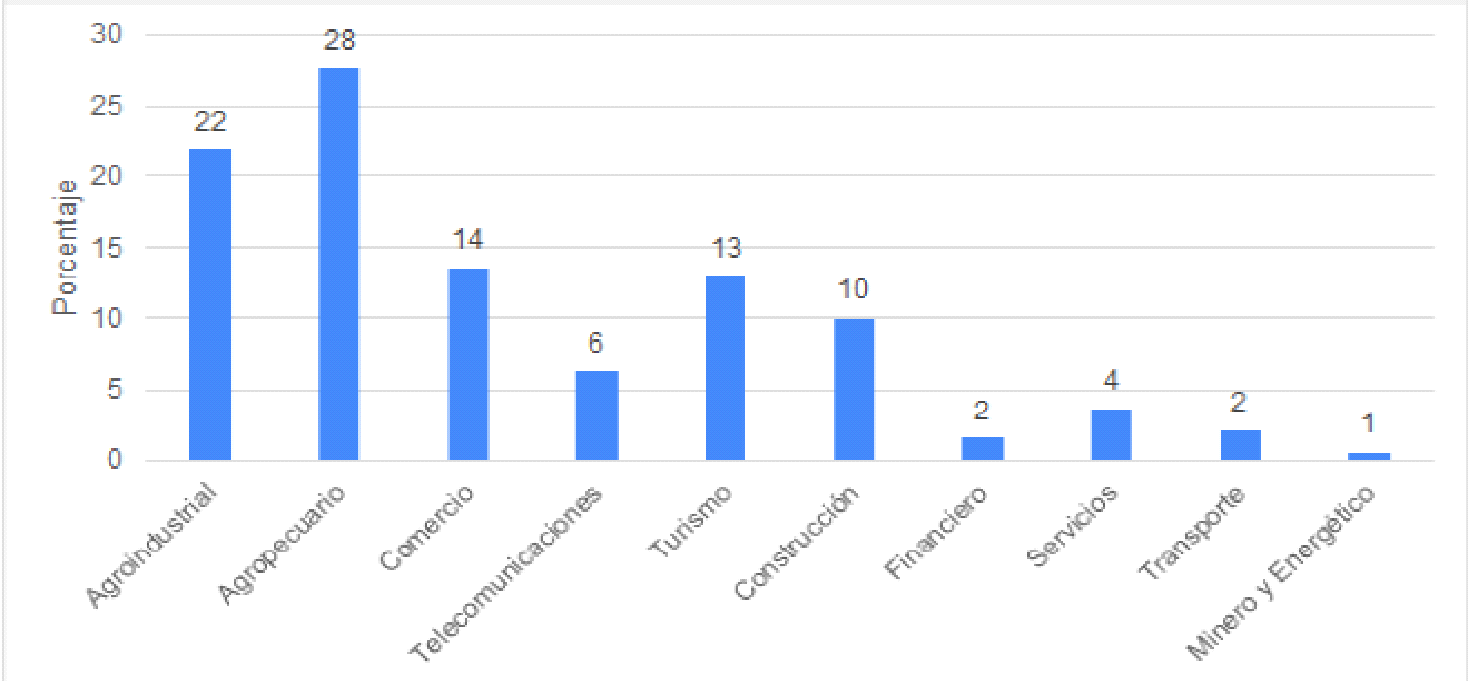 Porcentaje
30
25
20
15
10
5
0
22
28
14
6
13
10
2
4
2
1
Agroindustrial
Agropecuario
Comercio
Telecomunicaciones
Turismo
Construcción
Financiero
Servicios
Transporte
Minero y Energético